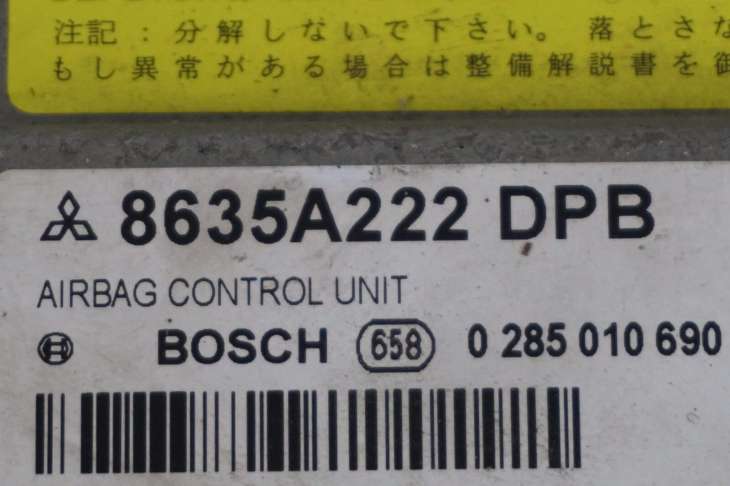 注記：分解しないで下さい。落とさな
もし異常がある場合は整備解説書を御
8635A222 DPB
AIRBAG CONTROL UNIT
BOSCH 658 0 285 010 690